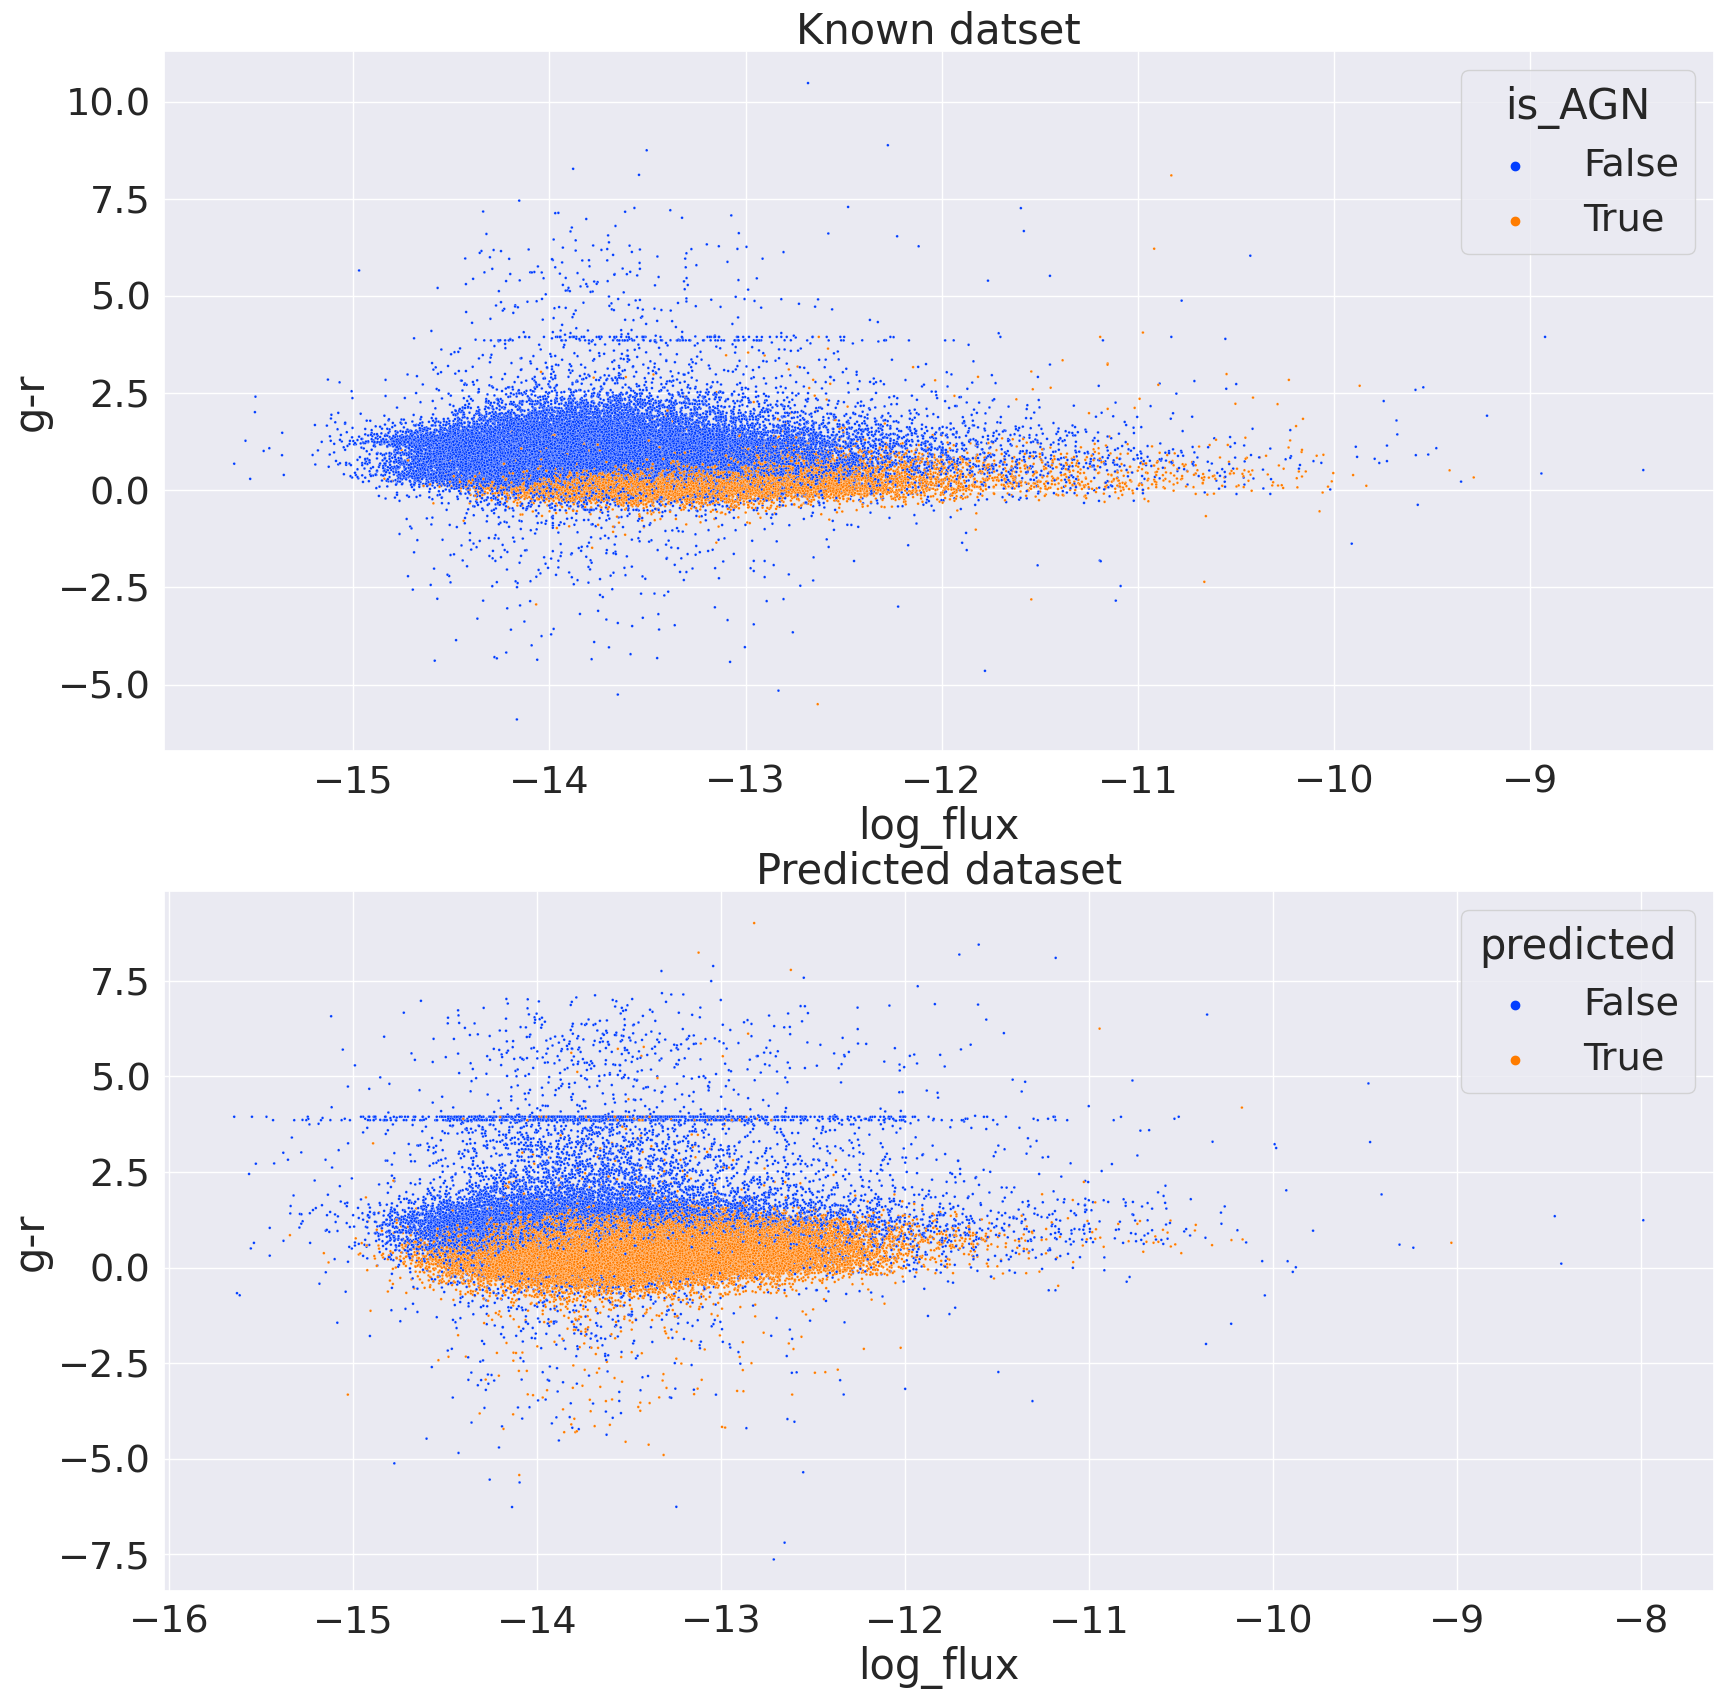 Known datset
10.0
7.5
5.0
2.5
0.0
−2.5
−5.0
g-r
is_AGN
False
True
−15 −14 −13 −12 −11 −10 −9
log_flux
Predicted dataset
7.5
5.0
2.5
0.0
−2.5
−5.0
−7.5
g-r
predicted
False
True
−16 −15 −14 −13 −12 −11 −10 −9 −8
log_flux